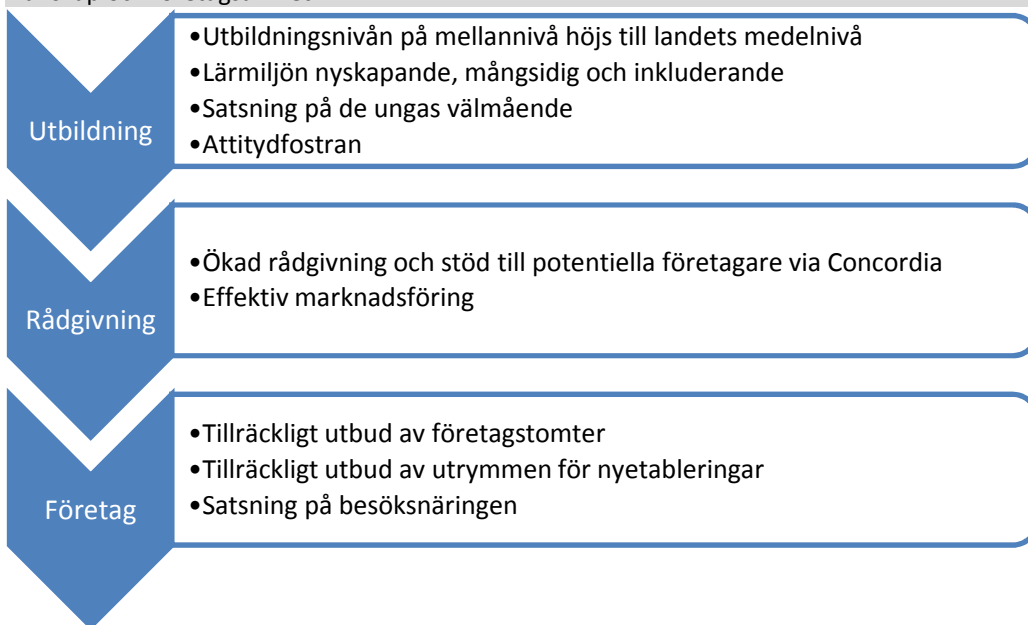 Utbildning
•Utbildningsnivån på mellannivå höjs till landets medelnivå
•Lärmiljön nyskapande, mångsidig och inkluderande
•Satsning på de ungas välmående
•Attitydfostran
Rådgivning
•Ökad rådgivning och stöd till potentiella företagare via Concordia
•Effektiv marknadsföring
Företag
•Tillräckligt utbud av företagstomter
•Tillräckligt utbud av utrymmen för nyetableringar
•Satsning på besöksnäringen